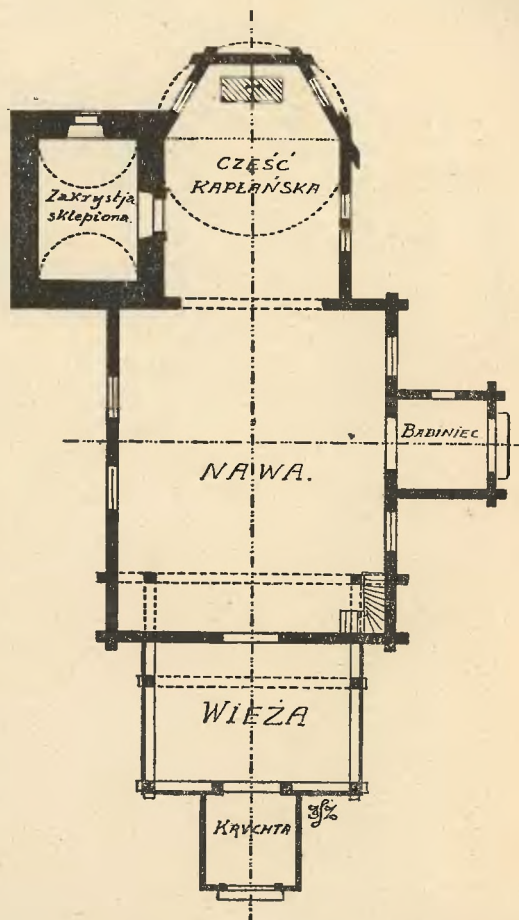 CZĘŚĆ
KAPŁAŃSKA
Zakrystja
sklepiona.
BABINIEC
NAWA.
WIEŻA
KRUCHTA